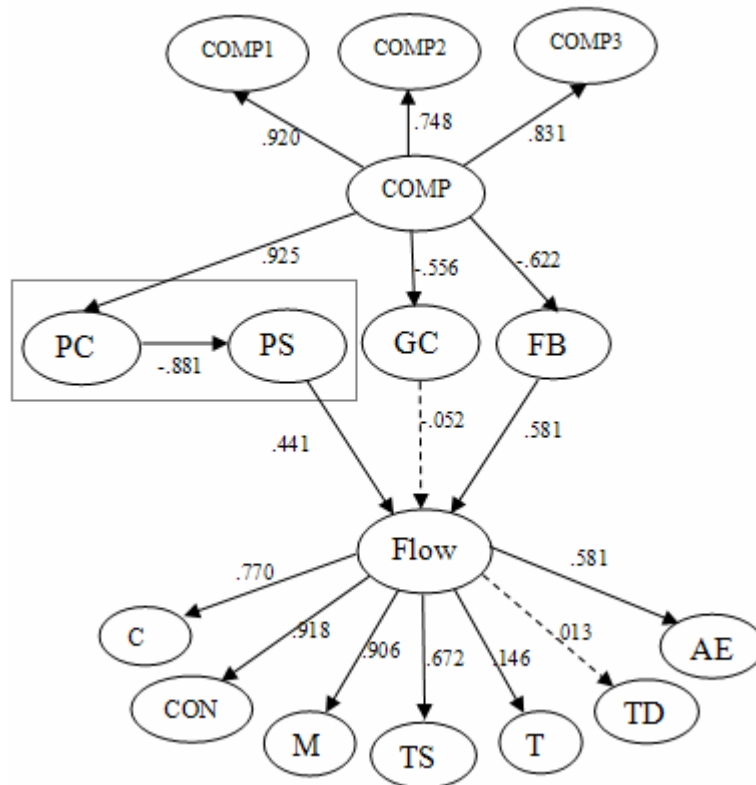 COMP1
COMP2
COMP3
.920
.748
.831
COMP
.925
-.556
-.622
PC
-.881
PS
GC
FB
.441
-.052
.581
Flow
.770
.918
.906
.672
.146
.013
.581
C
CON
M
TS
T
TD
AE